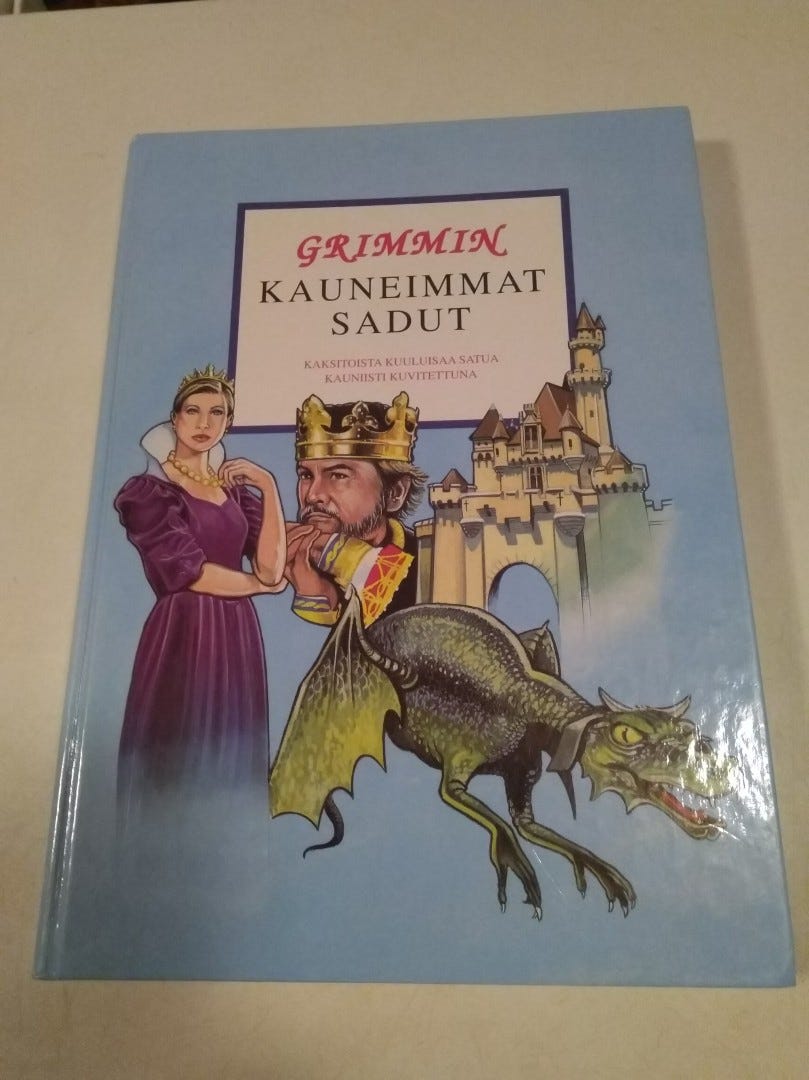 GRIMMIN
KAUNEIMMAT
SADUT
KAKSITOISTA KUULUISAA SATUA
KAUNIISTI KUVITETTUNA